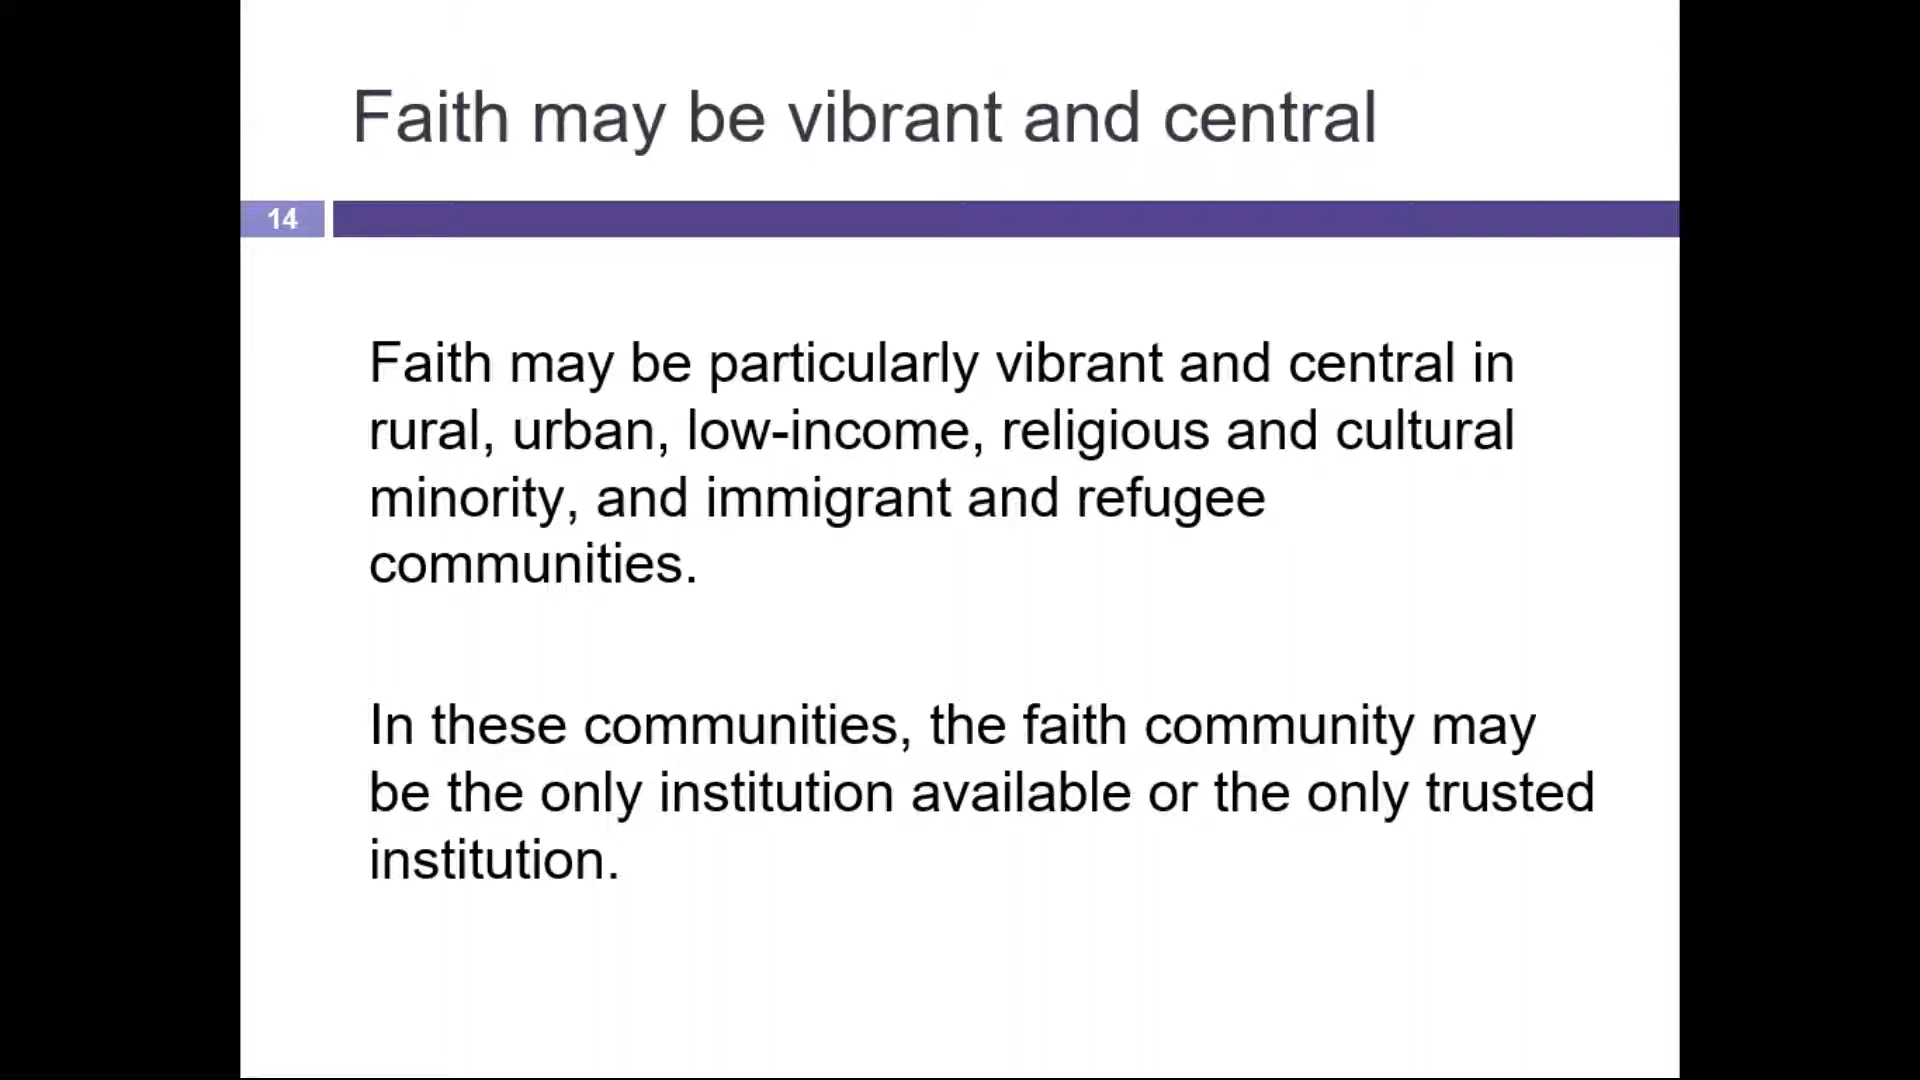 Faith may be vibrant and central
14
Faith may be particularly vibrant and central in
rural, urban, low-income, religious and cultural
minority, and immigrant and refugee
communities.
In these communities, the faith community may
be the only institution available or the only trusted
institution.